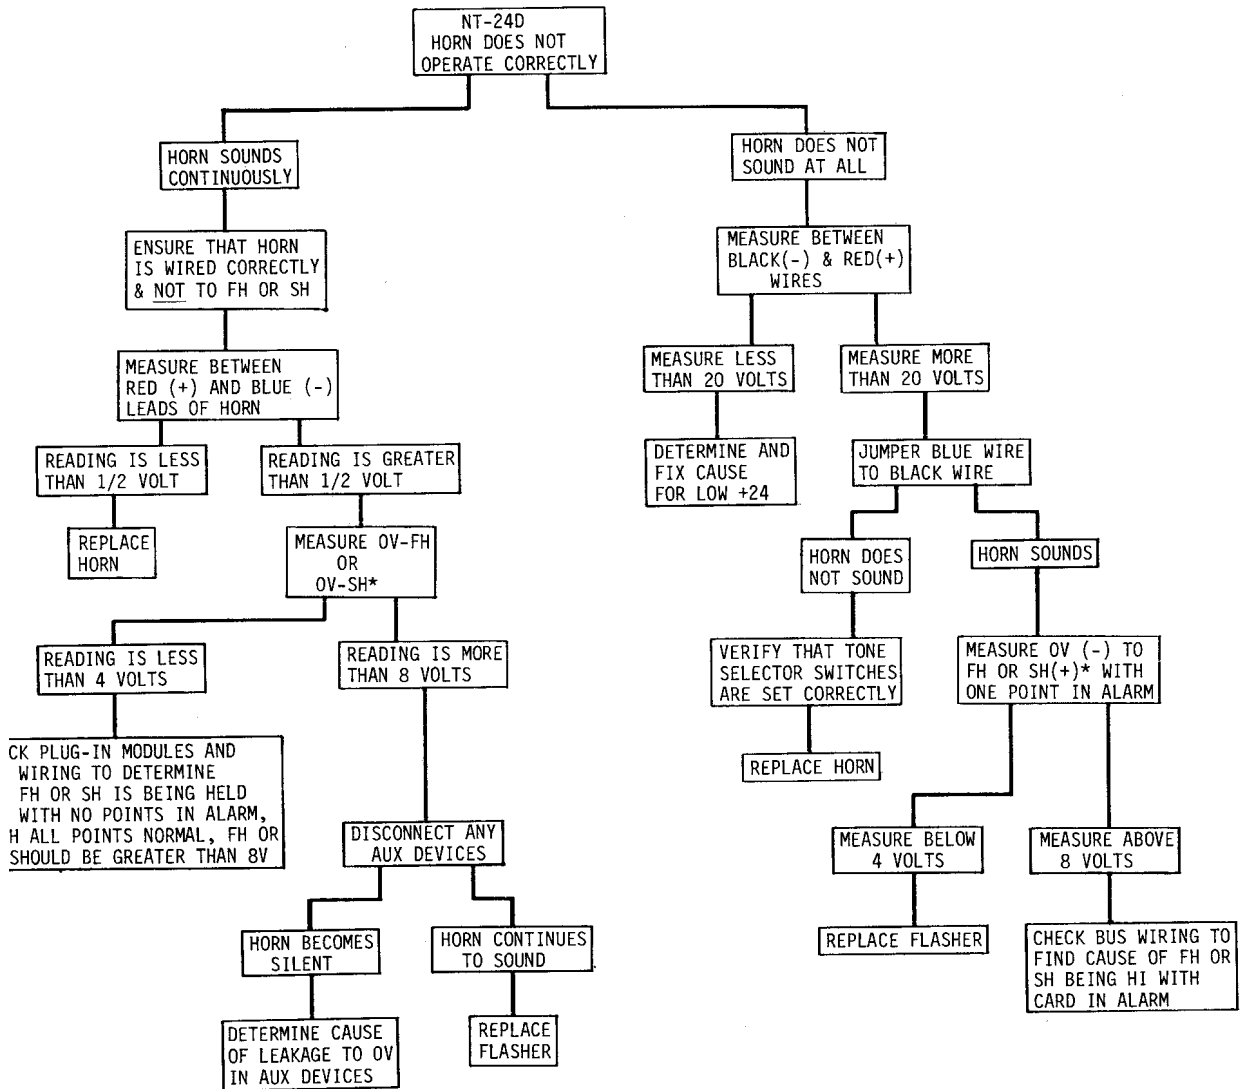 NT-24D
HORN DOES NOT
OPERATE CORRECTLY
HORN SOUNDS
CONTINUOUSLY
HORN DOES NOT
SOUND AT ALL
ENSURE THAT HORN
IS WIRED CORRECTLY
& NOT TO FH OR SH
MEASURE BETWEEN
BLACK(-) & RED(+)
WIRES
MEASURE BETWEEN
RED (+) AND BLUE (-)
LEADS OF HORN
MEASURE LESS
THAN 20 VOLTS
MEASURE MORE
THAN 20 VOLTS
READING IS LESS
THAN 1/2 VOLT
READING IS GREATER
THAN 1/2 VOLT
DETERMINE AND
FIX CAUSE
FOR LOW +24
JUMPER BLUE WIRE
TO BLACK WIRE
REPLACE
HORN
MEASURE OV-FH
OR
OV-SH*
HORN DOES
NOT SOUND
HORN SOUNDS
READING IS LESS
THAN 4 VOLTS
READING IS MORE
THAN 8 VOLTS
VERIFY THAT TONE
SELECTOR SWITCHES
ARE SET CORRECTLY
MEASURE OV (-) TO
FH OR SH(+)* WITH
ONE POINT IN ALARM
REPLACE HORN
CK PLUG-IN MODULES AND
WIRING TO DETERMINE
FH OR SH IS BEING HELD
WITH NO POINTS IN ALARM,
H ALL POINTS NORMAL, FH OR
SHOULD BE GREATER THAN 8V
DISCONNECT ANY
AUX DEVICES
MEASURE BELOW
4 VOLTS
MEASURE ABOVE
8 VOLTS
HORN BECOMES
SILENT
HORN CONTINUES
TO SOUND
REPLACE FLASHER
CHECK BUS WIRING TO
FIND CAUSE OF FH OR
SH BEING HI WITH
CARD IN ALARM
DETERMINE CAUSE
OF LEAKAGE TO OV
IN AUX DEVICES
REPLACE
FLASHER